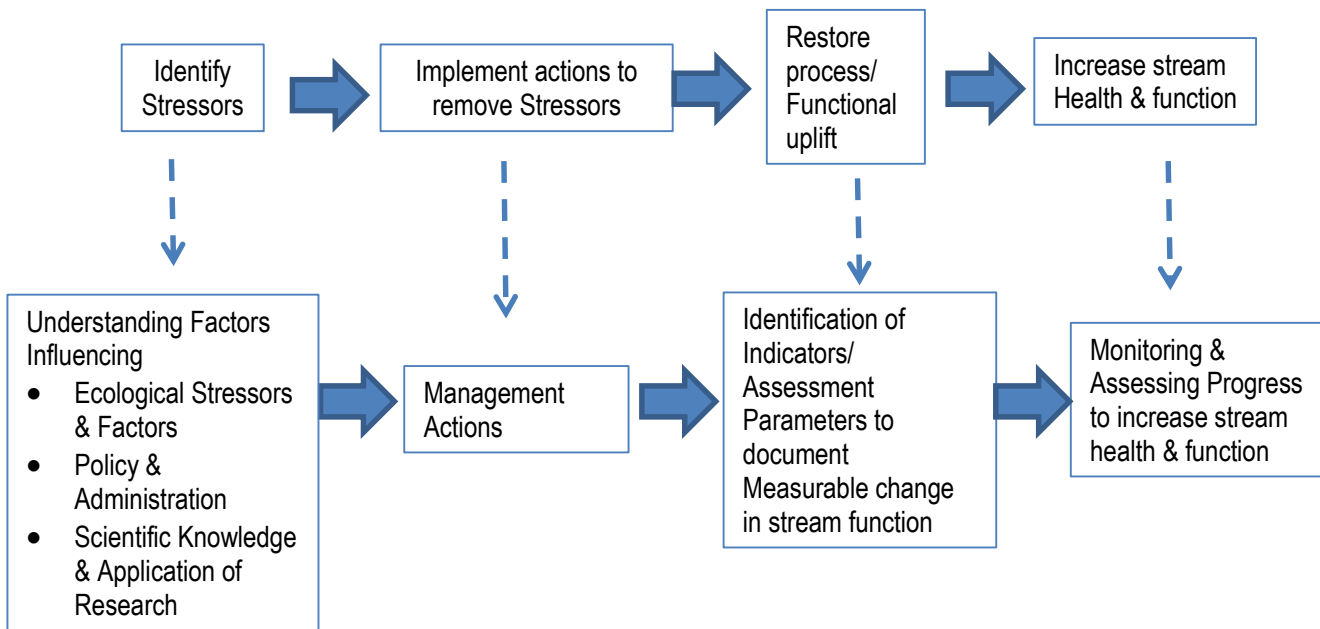 Identify
Stressors
Implement actions to
remove Stressors
Restore
process/
Functional
uplift
Increase stream
Health & function
Understanding Factors
Influencing
• Ecological Stressors
& Factors
• Policy &
Administration
• Scientific Knowledge
& Application of
Research
Management
Actions
Identification of
Indicators/
Assessment
Parameters to
document
Measurable change
in stream function
Monitoring &
Assessing Progress
to increase stream
health & function